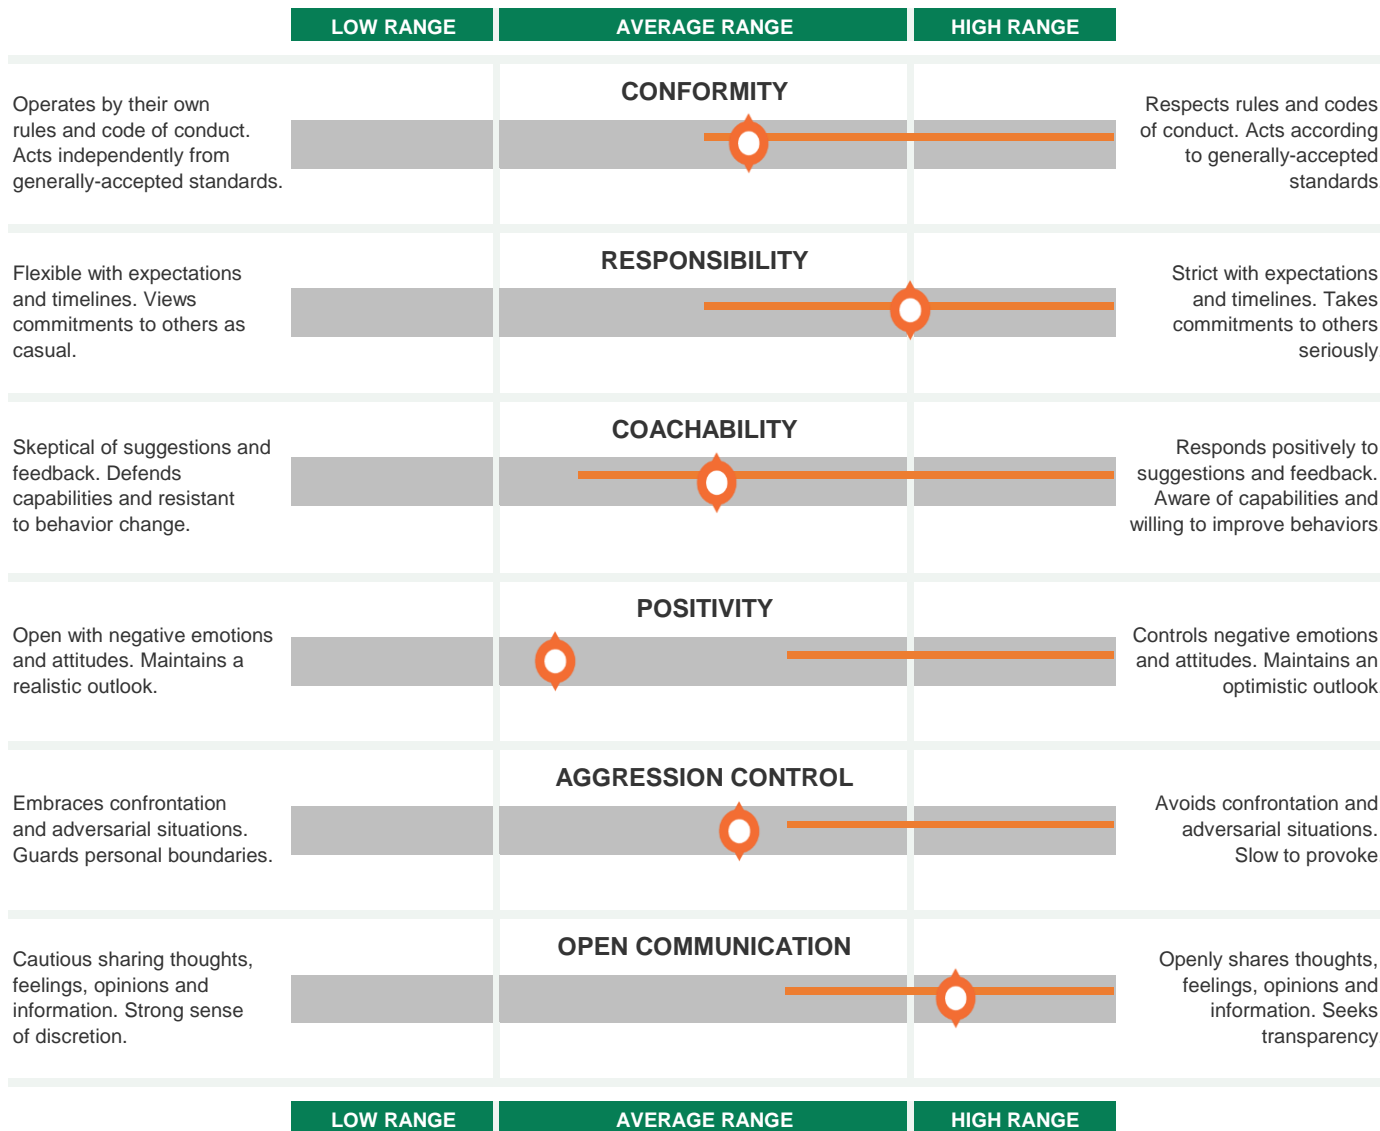 LOW RANGE
AVERAGE RANGE
HIGH RANGE
CONFORMITY
Operates by their own
rules and code of conduct.
Acts independently from
generally-accepted standards.
Respects rules and codes
of conduct. Acts according
to generally-accepted
standards
RESPONSIBILITY
Flexible with expectations
and timelines. Views
commitments to others as
casual.
Strict with expectations
and timelines. Takes
commitments to others
seriously
COACHABILITY
Skeptical of suggestions and
feedback. Defends
capabilities and resistant
to behavior change.
Responds positively to
suggestions and feedback.
Aware of capabilities and
willing to improve behaviors
POSITIVITY
Open with negative emotions
and attitudes. Maintains a
realistic outlook.
Controls negative emotions
and attitudes. Maintains an
optimistic outlook
AGGRESSION CONTROL
Embraces confrontation
and adversarial situations.
Guards personal boundaries.
Avoids confrontation and
adversarial situations.
Slow to provoke
OPEN COMMUNICATION
Cautious sharing thoughts,
feelings, opinions and
information. Strong sense
of discretion.
Openly shares thoughts,
feelings, opinions and
information. Seeks
transparency
LOW RANGE
AVERAGE RANGE
HIGH RANGE